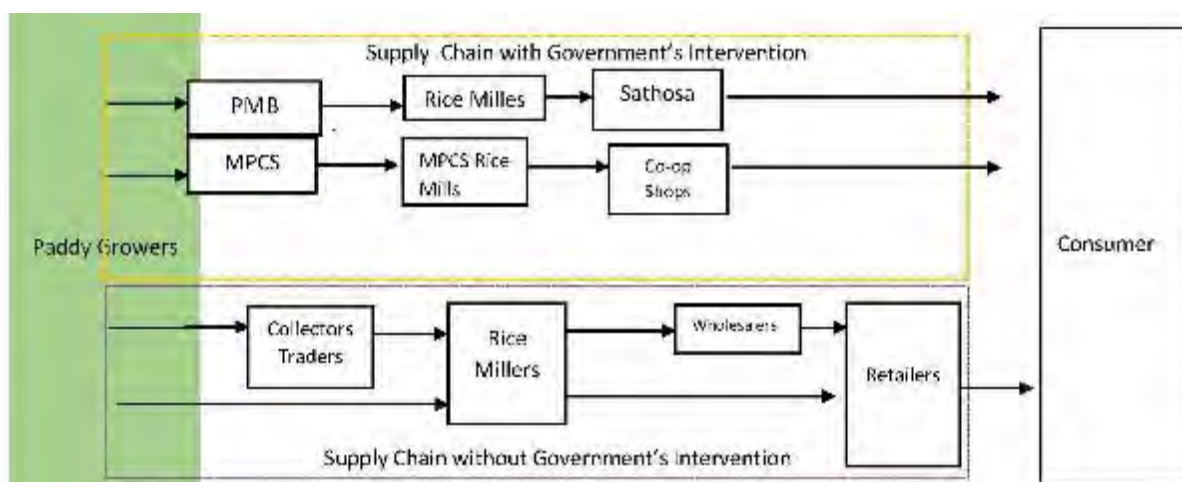 Supply Chain with Government's Intervention
PMB
Rice Milles
Sathosa
MPCS
MPCS Rice
Mills
Co-op
Shops
Paddy Growers
Consumer
Collectors
Traders
Rice
Millers
Wholesalers
Retailers
Supply Chain without Government's Intervention